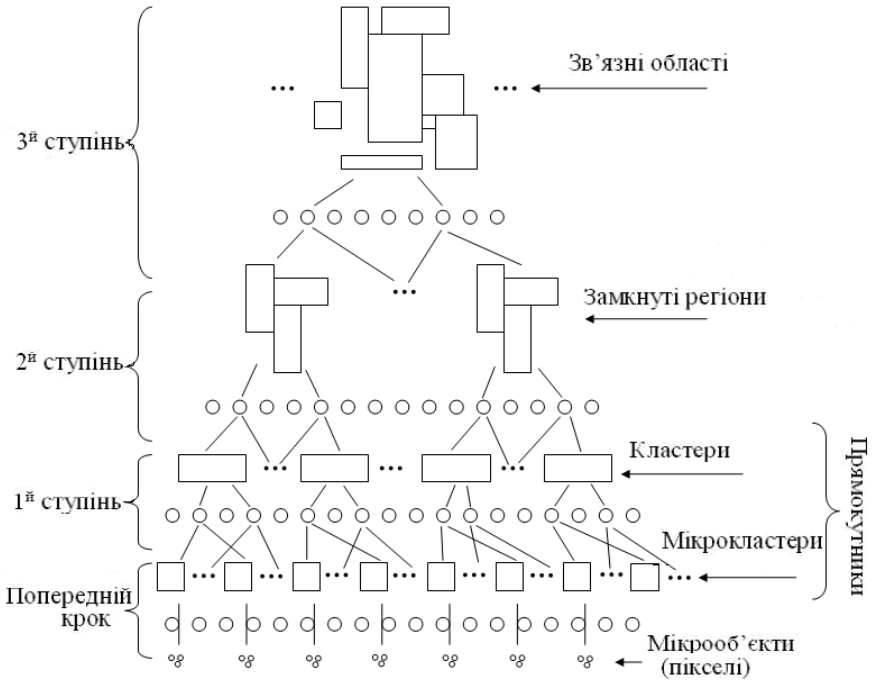 Зв’язні області
3й ступінь
Замкнуті регіони
2й ступінь
Кластери
1й ступінь
Мікрокластери
Прямокутники
Попередній
крок
Мікрооб’єкти
(пікселі)